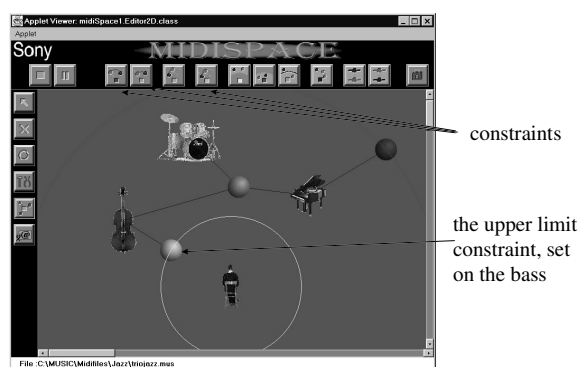 Applet Viewer: midiSpace1.Editor2D.class
Applet
Sony
MIDISPACE
constraints
the upper limit
constraint, set
on the bass
File :C:\MUSIC\Midifiles\Jazz\triojazz.mus